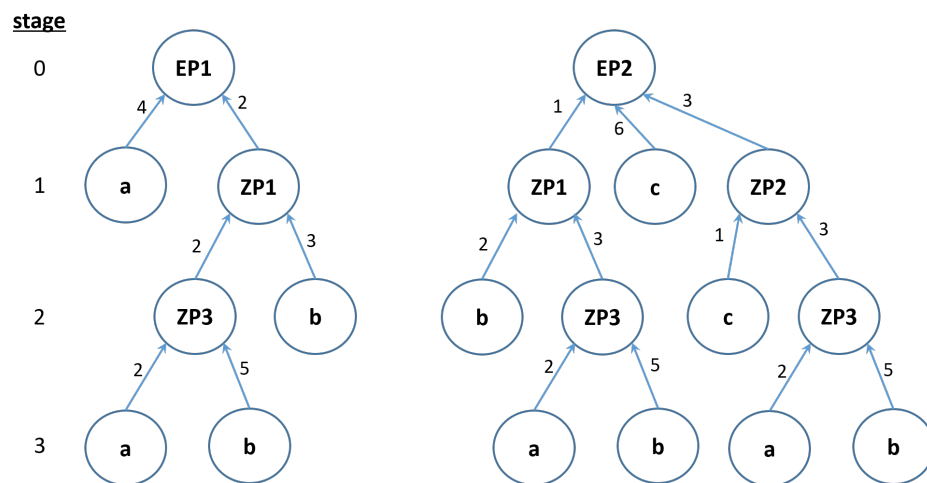 stage
0 EP1 EP2
4 2 1 6 3
1 a ZP1 ZP1 c ZP2
2 3 2 3 1 3
2 ZP3 b b ZP3 c ZP3
2 5 2 5 2 5
3 a b a b a b